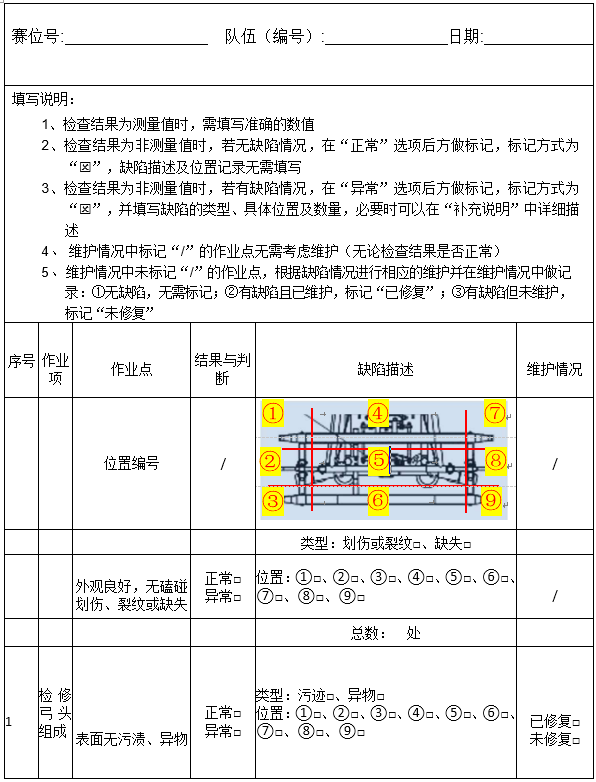 赛位号:________________ 队伍（编号）:______________日期:____________
填写说明：
1、检查结果为测量值时，需填写准确的数值
2、检查结果为非测量值时，若无缺陷情况，在“正常”选项后方做标记，标记方式为
“☒”，缺陷描述及位置记录无需填写
3、检查结果为非测量值时，若有缺陷情况，在“异常”选项后方做标记，标记方式为
“☒”，并填写缺陷的类型、具体位置及数量，必要时可以在“补充说明”中详细描
述
4、 维护情况中标记“/”的作业点无需考虑维护（无论检查结果是否正常）
5、维护情况中未标记“/”的作业点，根据缺陷情况进行相应的维护并在维护情况中做记
录：①无缺陷，无需标记；②有缺陷且已维护，标记“已修复”；③有缺陷但未维护，
标记“未修复”
序号 作业项 作业点 结果与判断 缺陷描述 维护情况
位置编号 / /
① ④ ⑦
② ⑤ ⑧
③ ⑥ ⑨
类型：划伤或裂纹□、缺失□
外观良好，无磕碰
划伤、裂纹或缺失
正常□
异常□
位置：①□、②□、③□、④□、⑤□、⑥□、
⑦□、⑧□、⑨□
/
总数： 处
1
检修
弓头
组成
表面无污渍、异物
正常□
异常□
类型：污迹□、异物□
位置：①□、②□、③□、④□、⑤□、⑥□、
⑦□、⑧□、⑨□
已修复□
未修复□